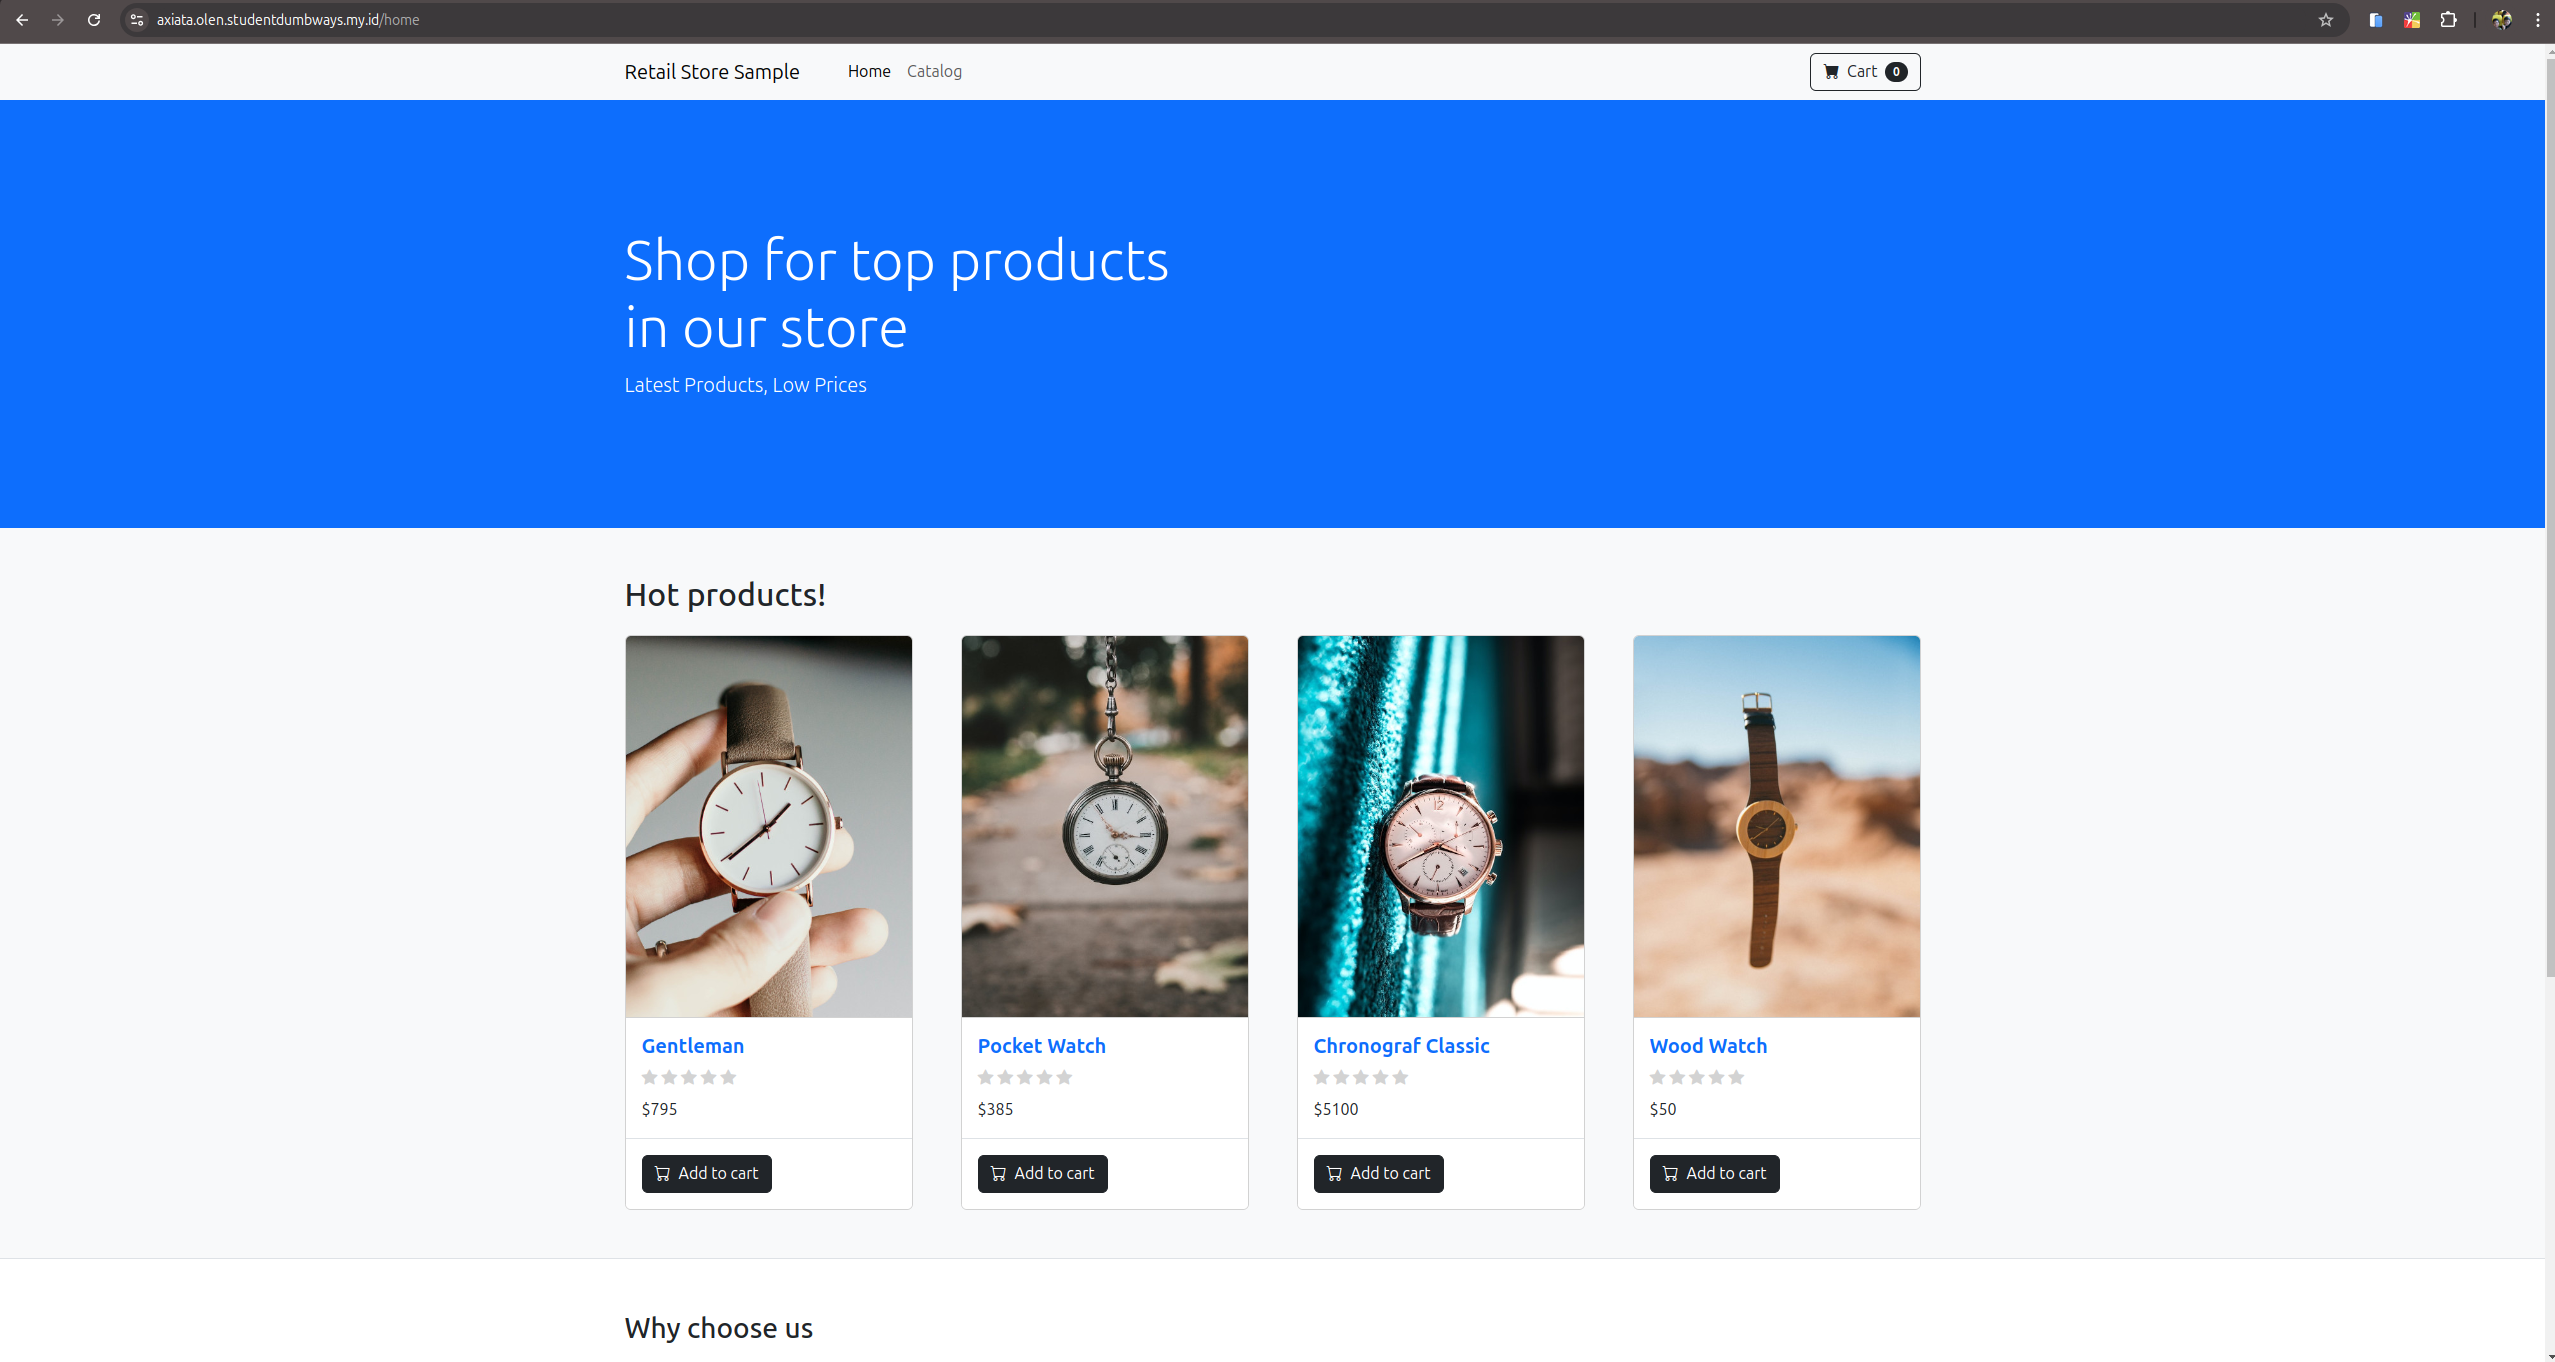 axiata.olen.studentdumbways.my.id/home
Retail Store Sample
Home
Catalog
Cart 0
Shop for top products
in our store
Latest Products, Low Prices
Hot products!
Gentleman
$795
Add to cart
Pocket Watch
$385
Add to cart
Chronograf Classic
$5100
Add to cart
Wood Watch
$50
Add to cart
Why choose us